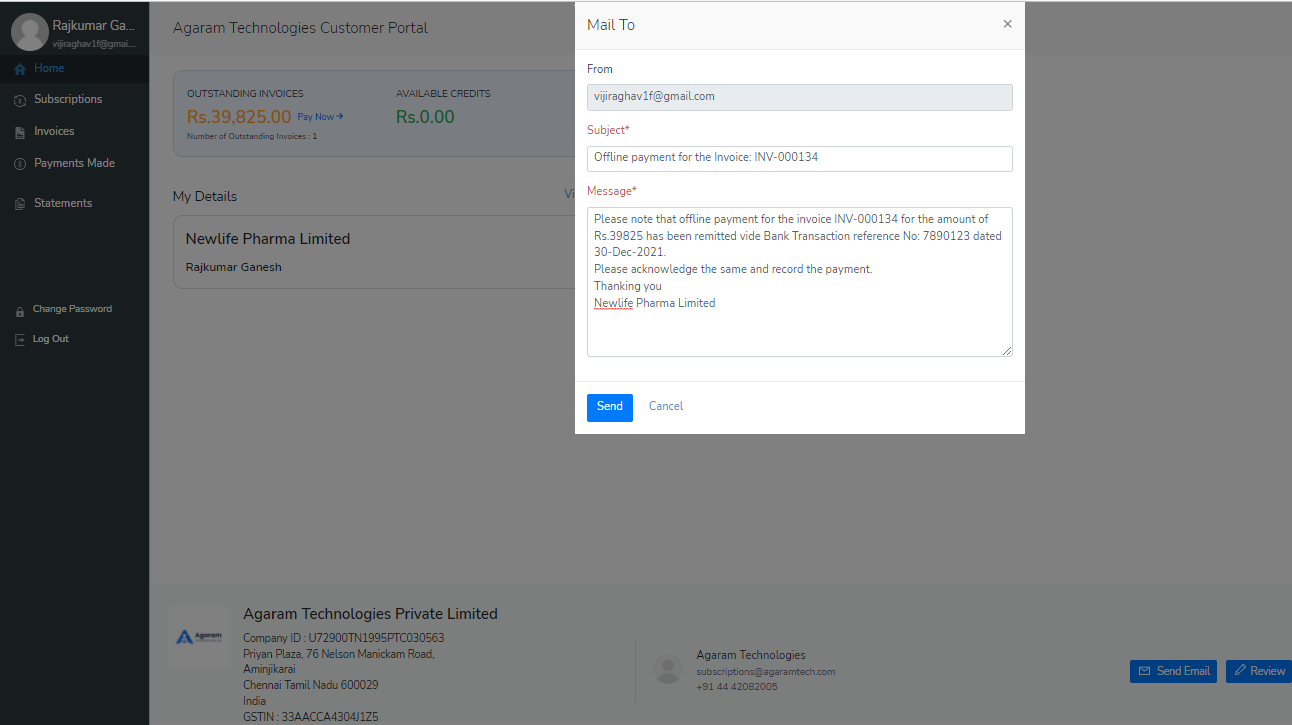 Rajkumar Ga...
vijiraghav1f@gmai...
Home
Subscriptions
Invoices
Payments Made
Statements
Change Password
Log Out
Agaram Technologies Customer Portal
OUTSTANDING INVOICES
Rs.39,825.00 Pay Now
Number of Outstanding Invoices : 1
AVAILABLE CREDITS
Rs.0.00
My Details
Vi
Newlife Pharma Limited
Rajkumar Ganesh
Mail To
×
From
vijiraghav1f@gmail.com
Subject*
Offline payment for the Invoice: INV-000134
Message*
Please note that offline payment for the invoice INV-000134 for the amount of
Rs.39825 has been remitted vide Bank Transaction reference No: 7890123 dated
30-Dec-2021.
Please acknowledge the same and record the payment.
Thanking you
Newlife Pharma Limited
Send Cancel
Agaram
Agaram Technologies Private Limited
Company ID : U72900TN1995PTC030563
Priyan Plaza, 76 Nelson Manickam Road,
Aminjikarai
Chennai Tamil Nadu 600029
India
GSTIN : 33AACCA4304J1Z5
Agaram Technologies
subscriptions@agaramtech.com
+91 44 42082005
Send Email
Review